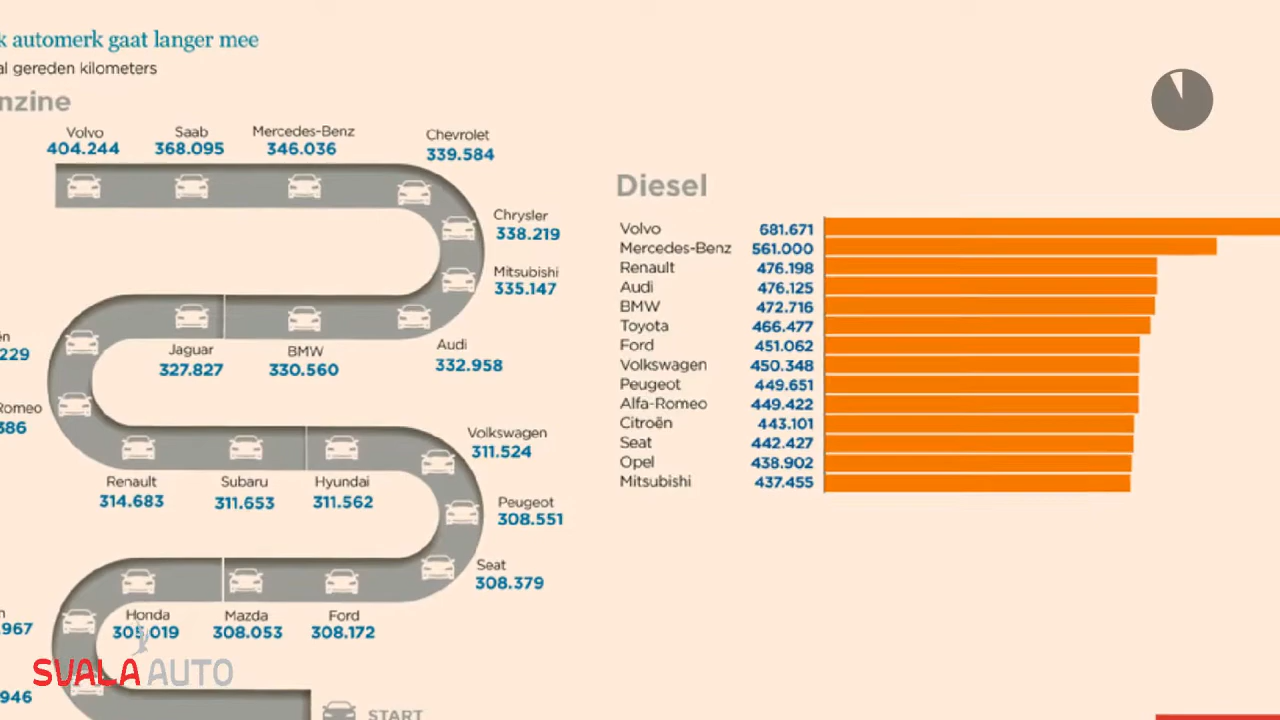 k automerk gaat langer mee
al gereden kilometers
nzine
Volvo
404.244
Saab
368.095
Mercedes-Benz
346.036
Chevrolet
339.584
Chrysler
338.219
Mitsubishi
335.147
Audi
332.958
BMW
330.560
Jaguar
327.827
ën
229
Romeo
386
Renault
314.683
Subaru
311.653
Hyundai
311.562
Volkswagen
311.524
Peugeot
308.551
Seat
308.379
Ford
308.172
Mazda
308.053
Honda
305.019
n
.967
946
START
SVALA AUTO
Diesel
Volvo 681.671
Mercedes-Benz 561.000
Renault 476.198
Audi 476.125
BMW 472.716
Toyota 466.477
Ford 451.062
Volkswagen 450.348
Peugeot 449.651
Alfa-Romeo 449.422
Citroën 443.101
Seat 442.427
Opel 438.902
Mitsubishi 437.455